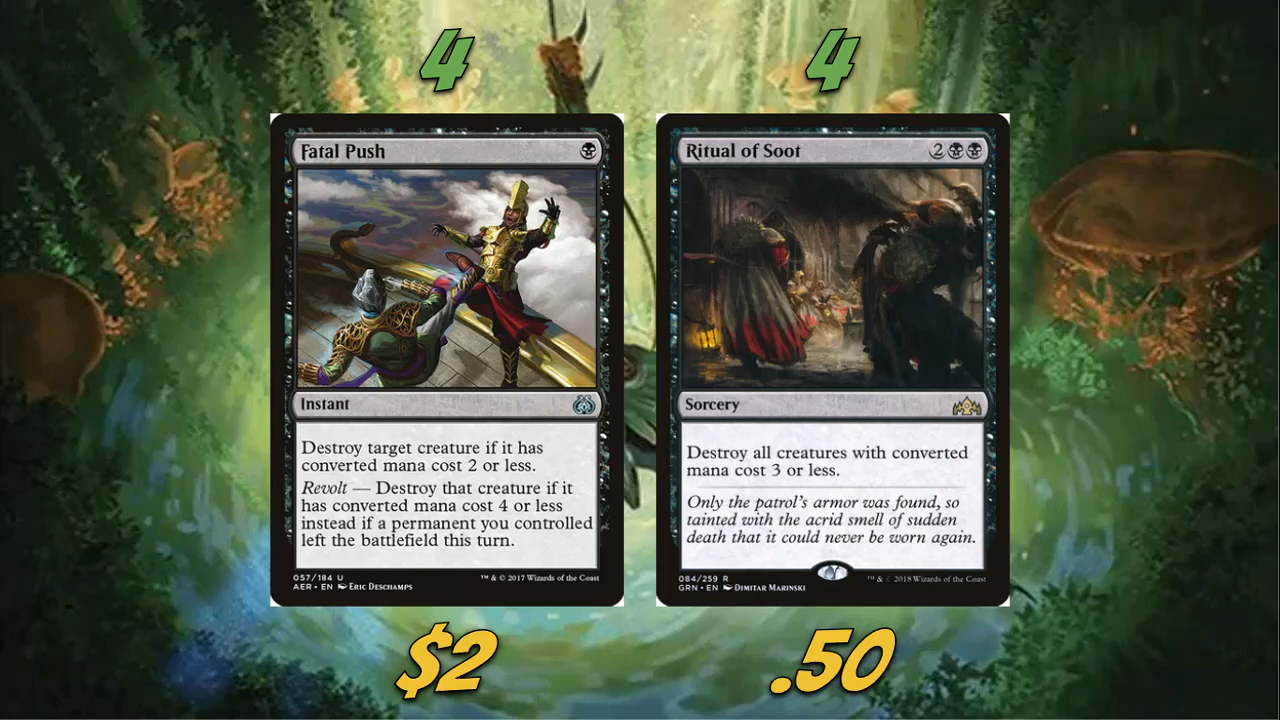 4
4
Fatal Push
Instant
Destroy target creature if it has
converted mana cost 2 or less.
Revolt — Destroy that creature if it
has converted mana cost 4 or less
instead if a permanent you controlled
left the battlefield this turn.
057/184 U
AER • EN Eric Deschamps
™ & © 2017 Wizards of the Coast
$2
Ritual of Soot
2
Sorcery
Destroy all creatures with converted
mana cost 3 or less.
Only the patrol's armor was found, so
tainted with the acrid smell of sudden
death that it could never be worn again.
084/259 R
GRN • EN Dimitar Marinski
™ & © 2018 Wizards of the Coast
.50